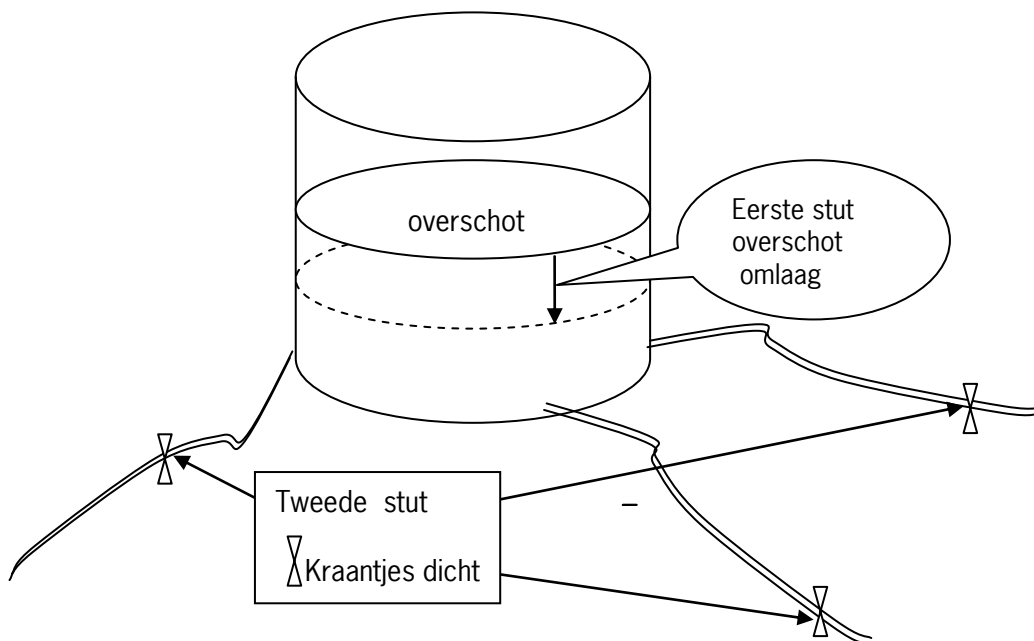 overschot
Eerste stut
overschot
omlaag
Tweede stut
Kraantjes dicht
–